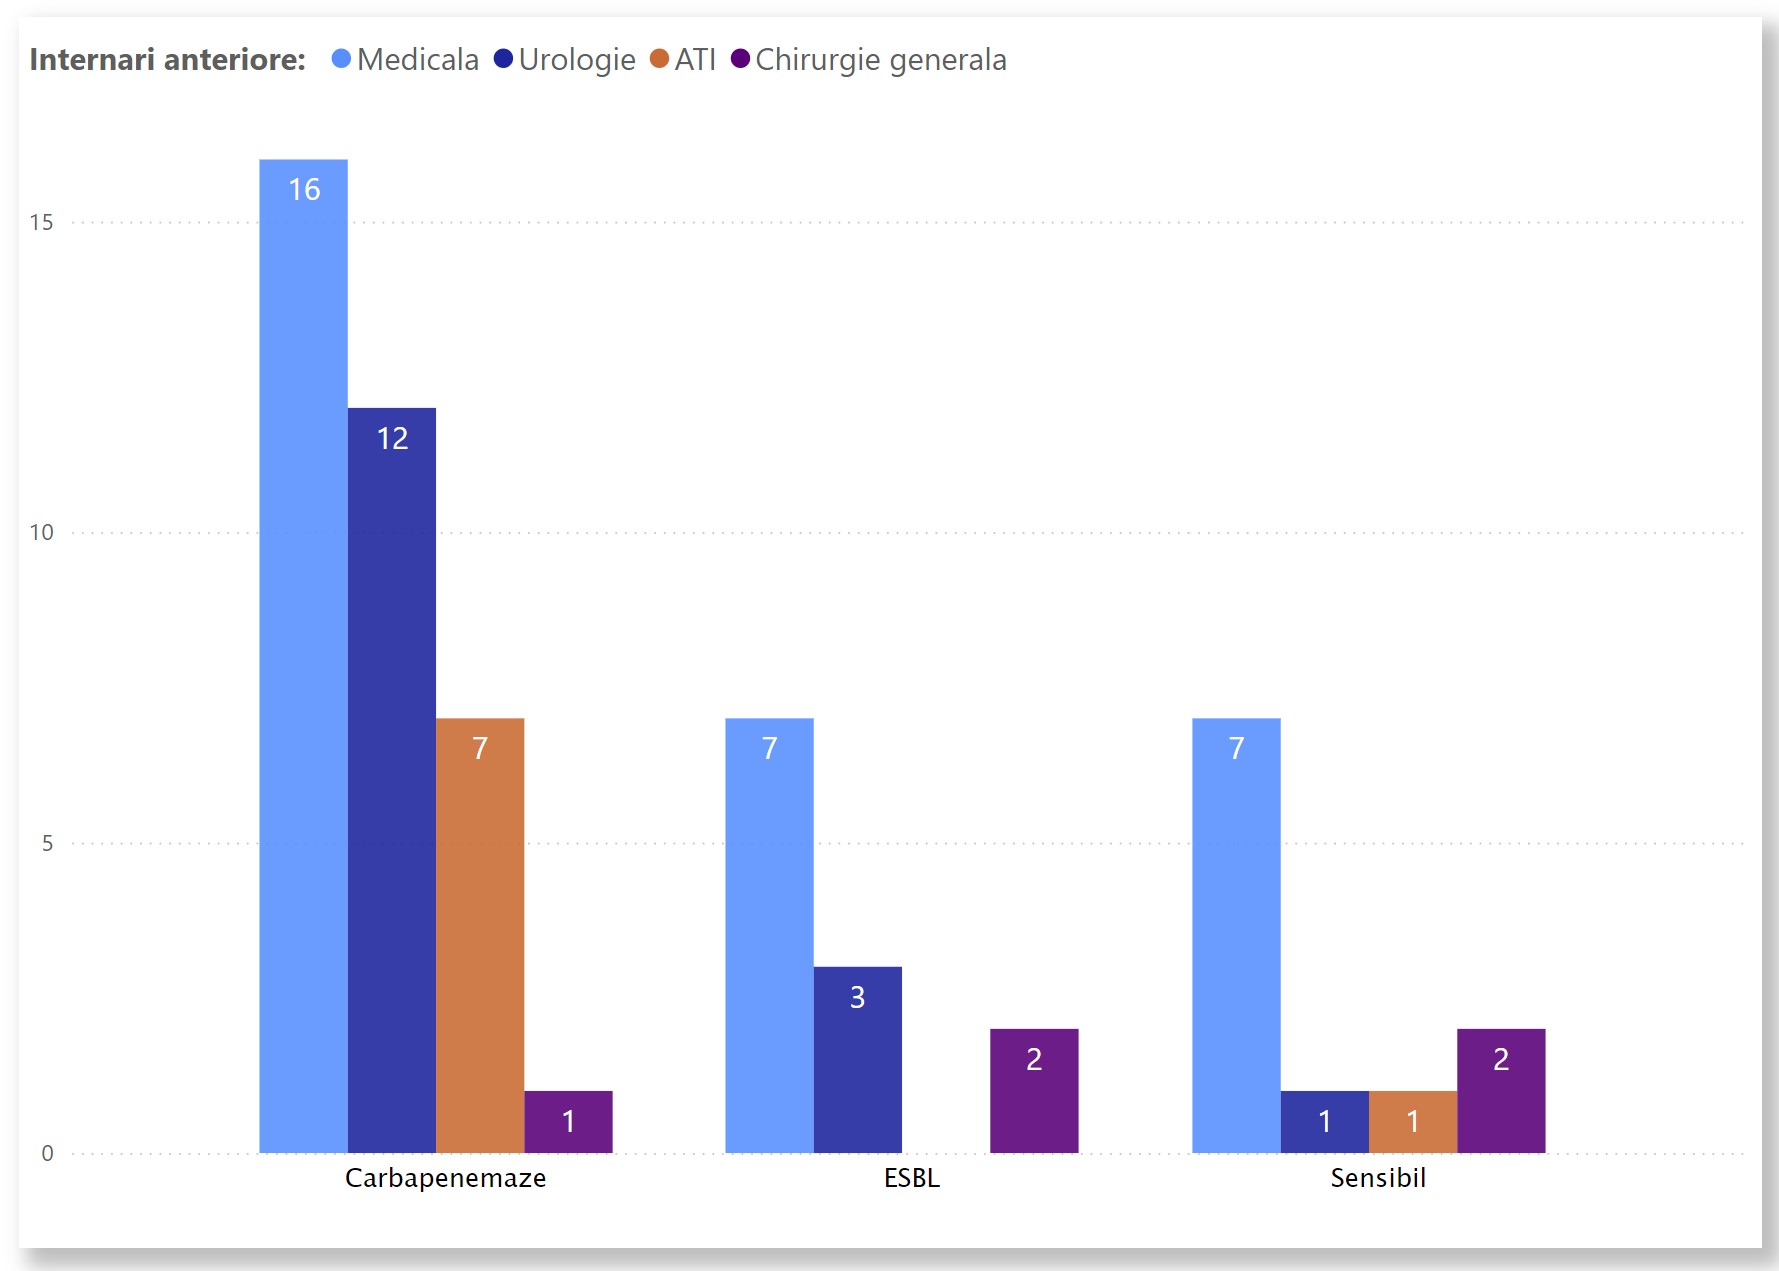 Internari anteriore: Medicala Urologie ATI Chirurgie generala
16
15
12
10
7 7 7
5
3
2 2
1 1 1
0
Carbapenemaze ESBL Sensibil